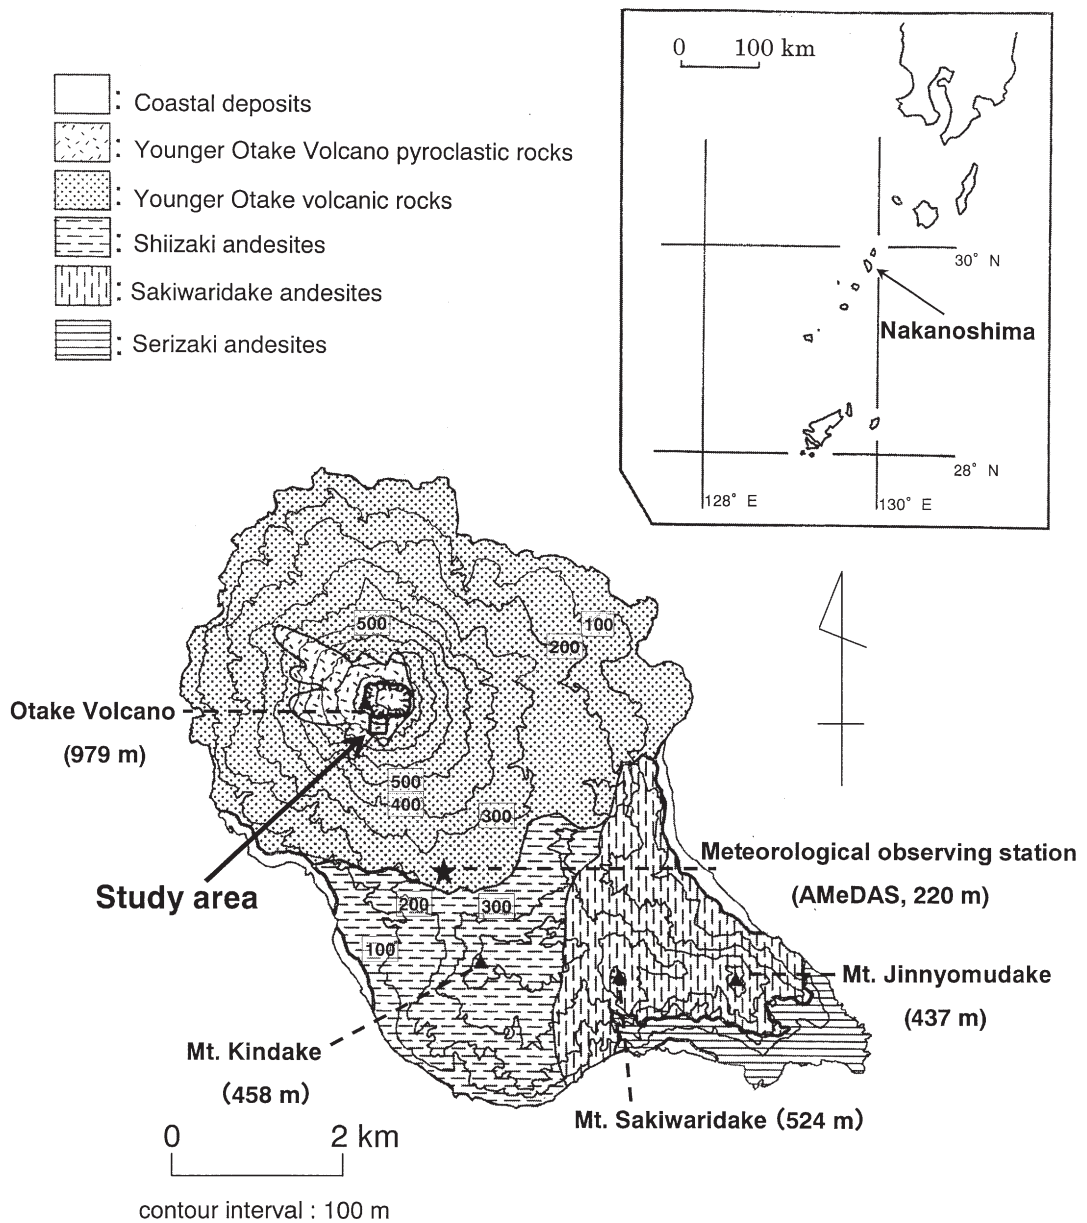 0 100 km
: Coastal deposits
: Younger Otake Volcano pyroclastic rocks
: Younger Otake volcanic rocks
: Shiizaki andesites
: Sakiwaridake andesites
: Serizaki andesites
30° N
Nakanoshima
28° N
128° E
130° E
500
100
200
Otake Volcano
(979 m)
500
400
300
Study area
Meteorological observing station
(AMeDAS, 220 m)
200
300
100
Mt. Jinnyomudake
(437 m)
Mt. Kindake
(458 m)
Mt. Sakiwaridake (524 m)
0 2 km
contour interval : 100 m